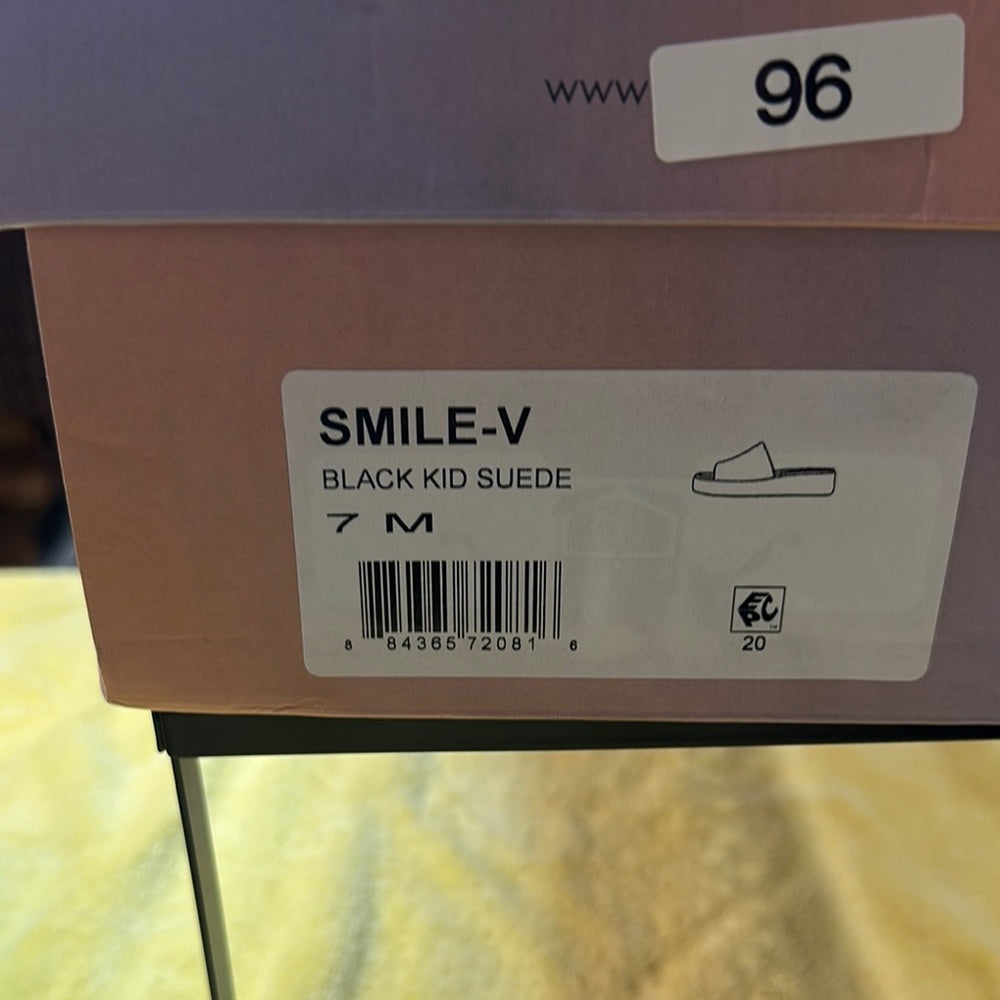 www
96
SMILE-V
BLACK KID SUEDE
7 M
8 84365 72081 6
20